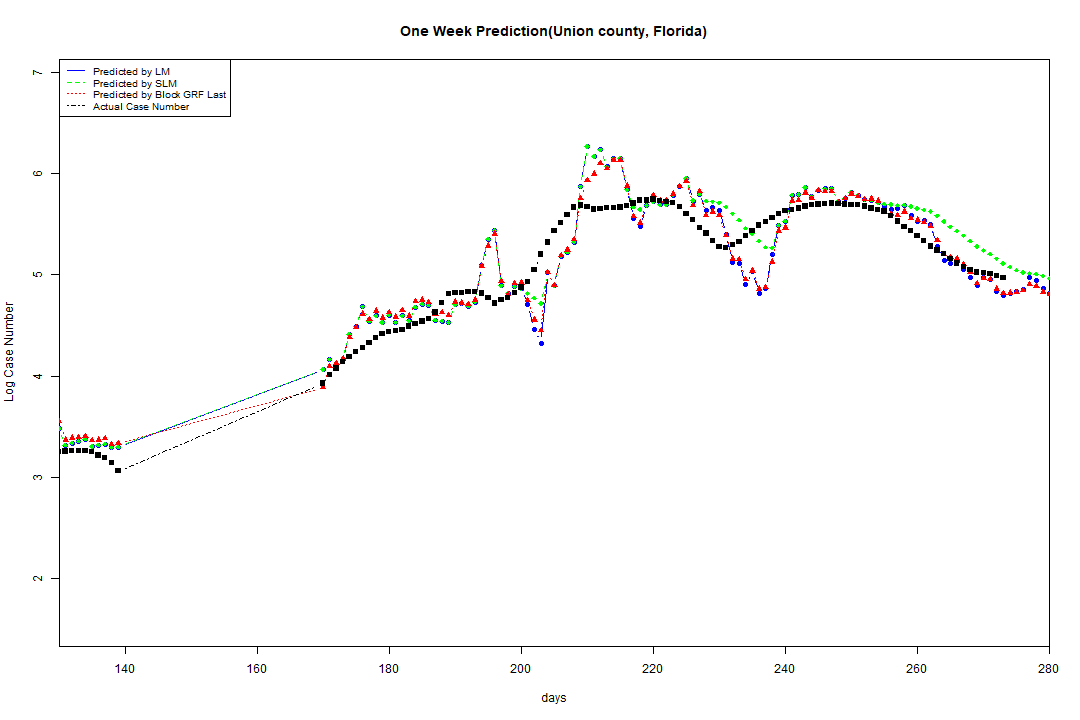 One Week Prediction(Union county, Florida)
Predicted by LM
Predicted by SLM
Predicted by Block GRF Last
Actual Case Number
7
6
5
4
3
2
Log Case Number
140 160 180 200 220 240 260 280
days